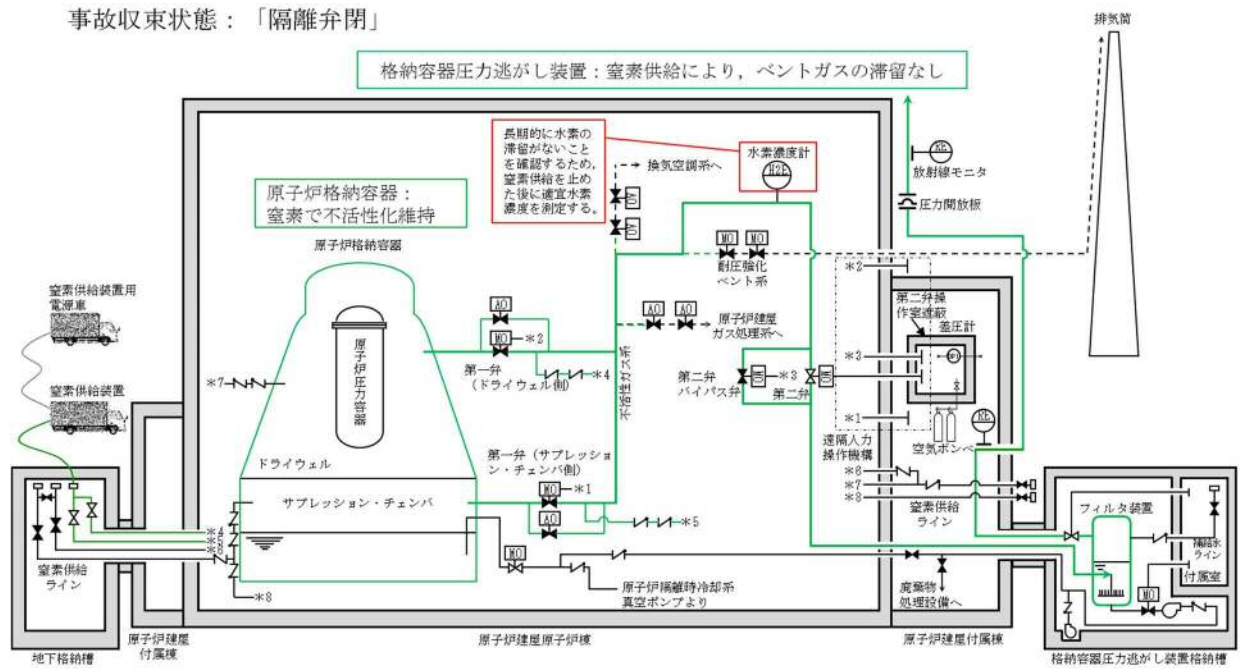 事故収束状態：「隔離弁閉」
排気筒
格納容器圧力逃がし装置：窒素供給により，ベントガスの滞留なし
長期的に水素の
滞留がないこと
を確認するため，
窒素供給を止め
た後に適宜水素
濃度を測定する。
水素濃度計
H2E
換気空調系へ
AO
AO
RE
放射線モニタ
圧力開放板
原子炉格納容器：
窒素で不活性化維持
原子炉格納容器
MO
MO
耐圧強化
ベント系
*2
窒素供給装置用
電源車
AO
MO
*2
AO
AO
原子炉建屋
ガス処理系へ
第二弁操
作室遮蔽
差圧計
DPI
原子炉圧力容器
*4
第一弁
（ドライウェル側）
不活性ガス系
*3
*7
窒素供給装置
第二弁
バイパス弁
MO
*3
第二弁
MO
*1
RE
遠隔人力
操作機構
空気ボンベ
ドライウェル
第一弁（サプレッショ
ン・チェンバ側）
*6
*7
*8
サプレッション・チェンバ
MO
*1
AO
*5
窒素供給
ライン
フィルタ装置
*4
*5
*6
補給水
ライン
付属室
窒素供給
ライン
MO
MO
*8
原子炉隔離時冷却系
真空ポンプより
廃棄物
処理設備へ
原子炉建屋
付属棟
原子炉建屋原子炉棟
原子炉建屋付属棟
地下格納槽
格納容器圧力逃がし装置格納槽